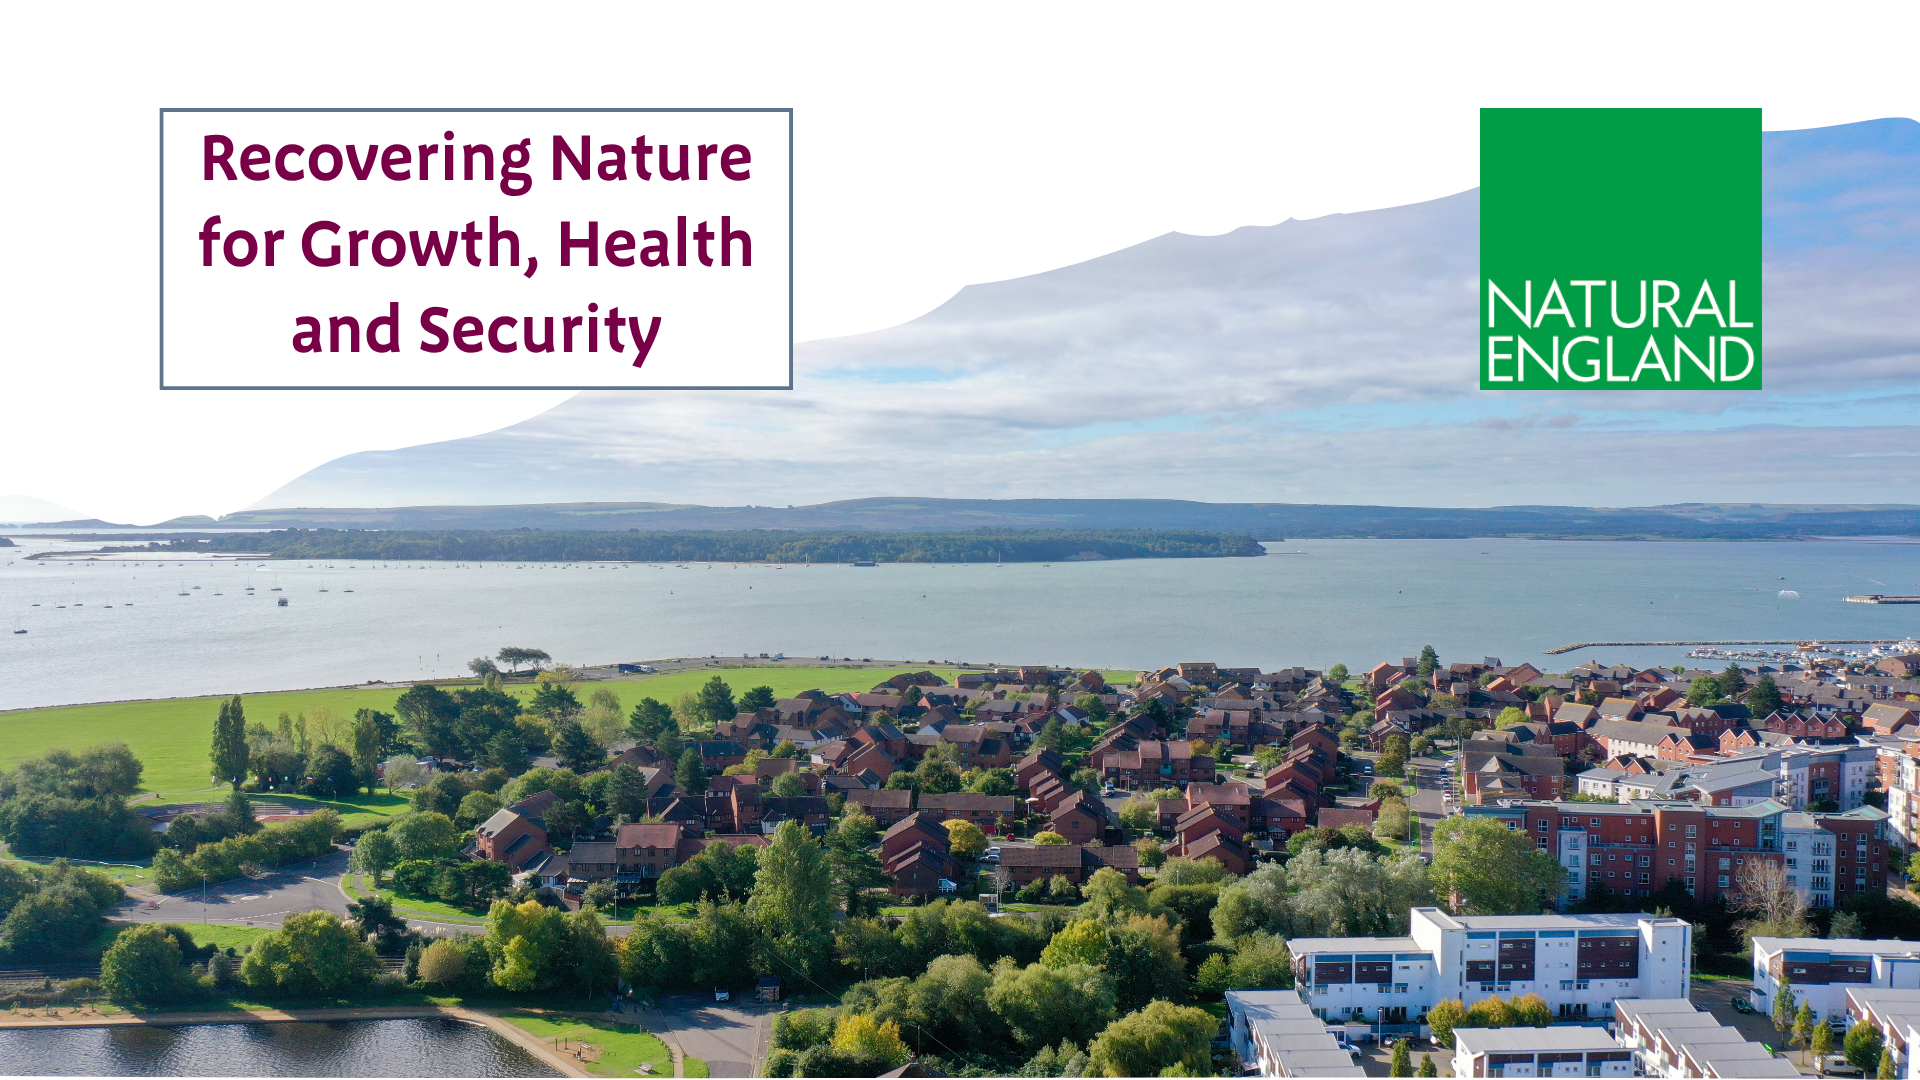 Recovering Nature
for Growth, Health
and Security
NATURAL
ENGLAND